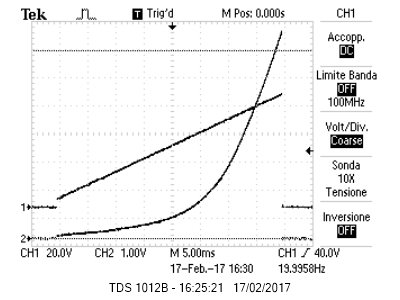 Tek T Trig'd M Pos: 0.000s CH1
Accopp.
DC
Limite Banda
OFF
100MHz
Volt/Div.
Coarse
Sonda
10X
Tensione
Inversione
OFF
1
2
CH1 20.0V CH2 1.00V M 5.00ms CH1 40.0V
17-Feb.-17 16:30 13.3958Hz
TDS 1012B - 16:25:21 17/02/2017